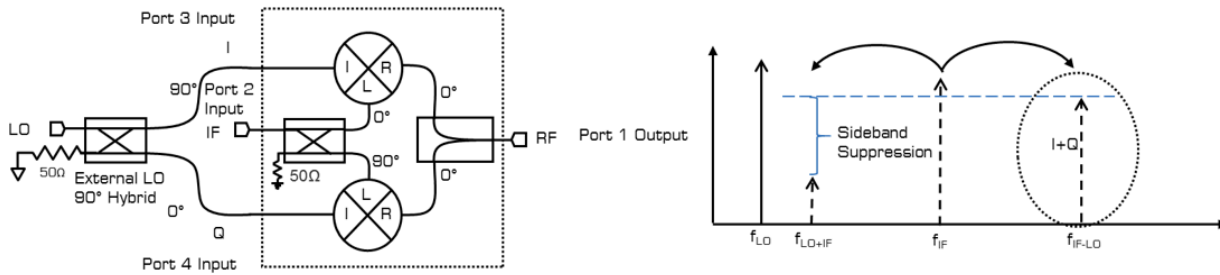 Port 3 Input
I
I
R
L
90°
Port 2
Input
0°
0°
LO
IF
RF
Port 1 Output
50Ω
External LO
90° Hybrid
50Ω
90°
0°
0°
L
I
R
Q
Port 4 Input
Sideband
Suppression
I+Q
fLO
fLO+IF
fIF
fIF-LO